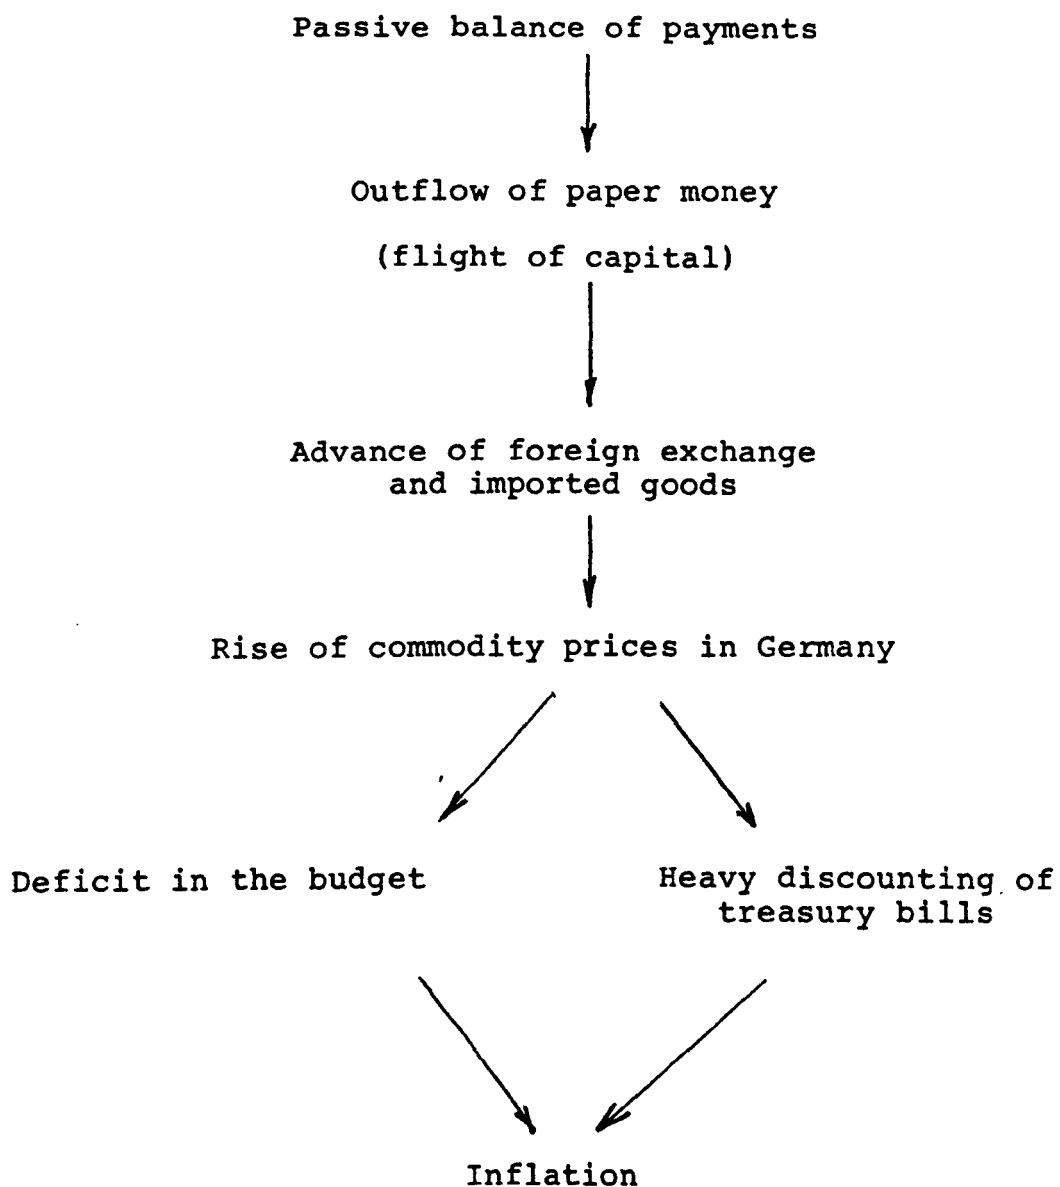 Passive balance of payments
Outflow of paper money
(flight of capital)
Advance of foreign exchange
and imported goods
Rise of commodity prices in Germany
Deficit in the budget
Heavy discounting of
treasury bills
Inflation